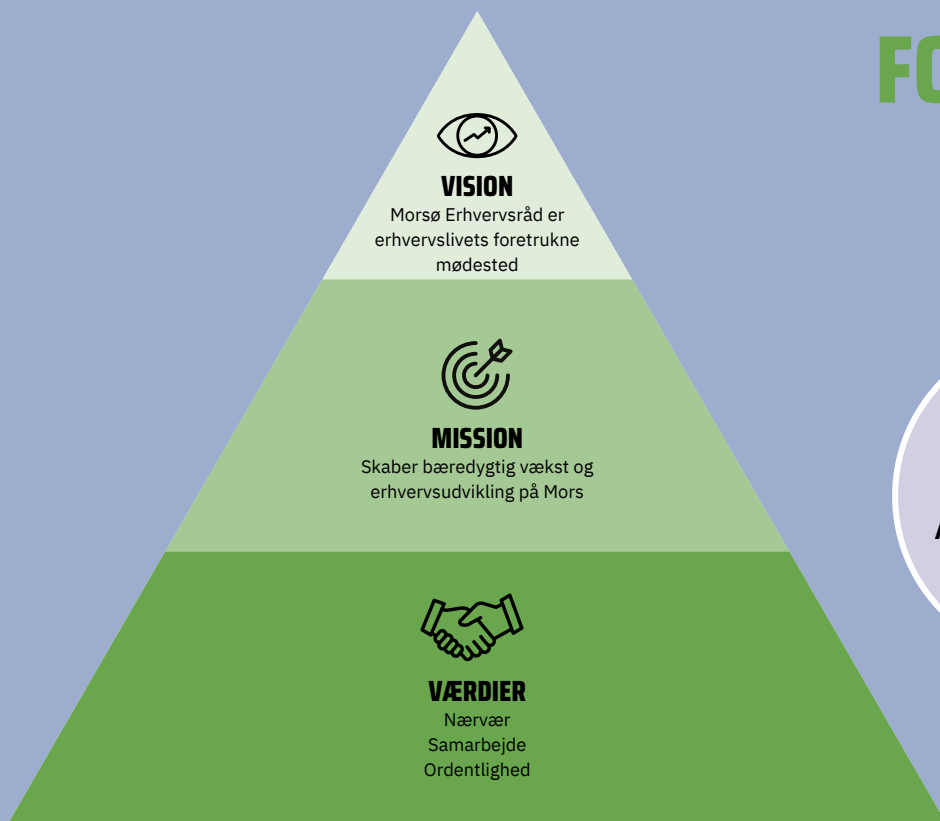 VISION
Morsø Erhvervsråd er
erhvervslivets foretrukne
mødested
MISSION
Skaber bæredygtig vækst og
erhvervsudvikling på Mors
VÆRDIER
Nærvær
Samarbejde
Ordentlighed